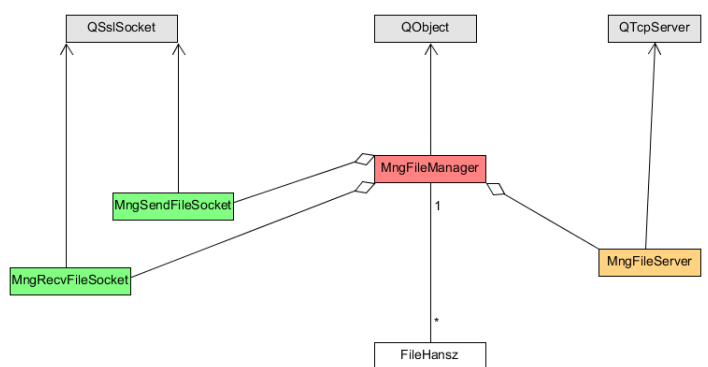 QSslSocket
QObject
QTcpServer
MngFileManager
MngSendFileSocket
1
MngFileServer
MngRecvFileSocket
*
FileHansz